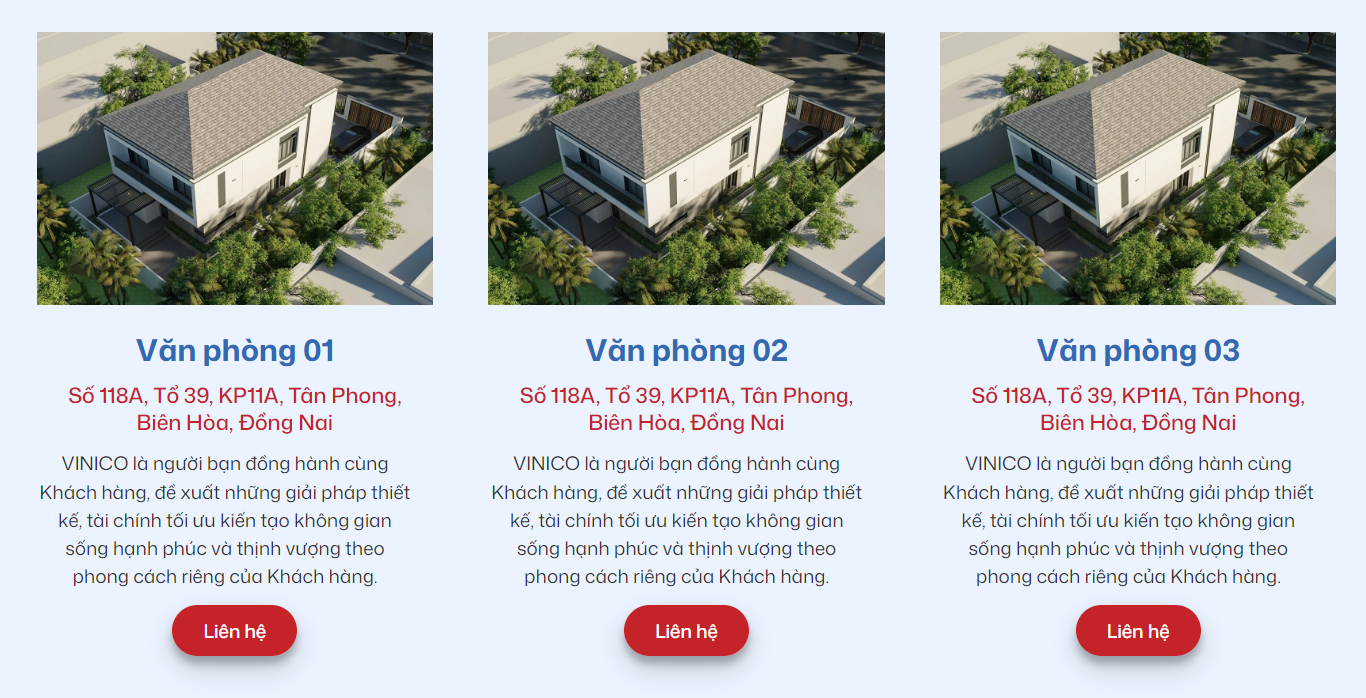 Văn phòng 01
Số 118A, Tổ 39, KP11A, Tân Phong,
Biên Hòa, Đồng Nai
VINICO là người bạn đồng hành cùng
Khách hàng, đề xuất những giải pháp thiết
kế, tài chính tối ưu kiến tạo không gian
sống hạnh phúc và thịnh vượng theo
phong cách riêng của Khách hàng.
Liên hệ
Văn phòng 02
Số 118A, Tổ 39, KP11A, Tân Phong,
Biên Hòa, Đồng Nai
VINICO là người bạn đồng hành cùng
Khách hàng, đề xuất những giải pháp thiết
kế, tài chính tối ưu kiến tạo không gian
sống hạnh phúc và thịnh vượng theo
phong cách riêng của Khách hàng.
Liên hệ
Văn phòng 03
Số 118A, Tổ 39, KP11A, Tân Phong,
Biên Hòa, Đồng Nai
VINICO là người bạn đồng hành cùng
Khách hàng, đề xuất những giải pháp thiết
kế, tài chính tối ưu kiến tạo không gian
sống hạnh phúc và thịnh vượng theo
phong cách riêng của Khách hàng.
Liên hệ